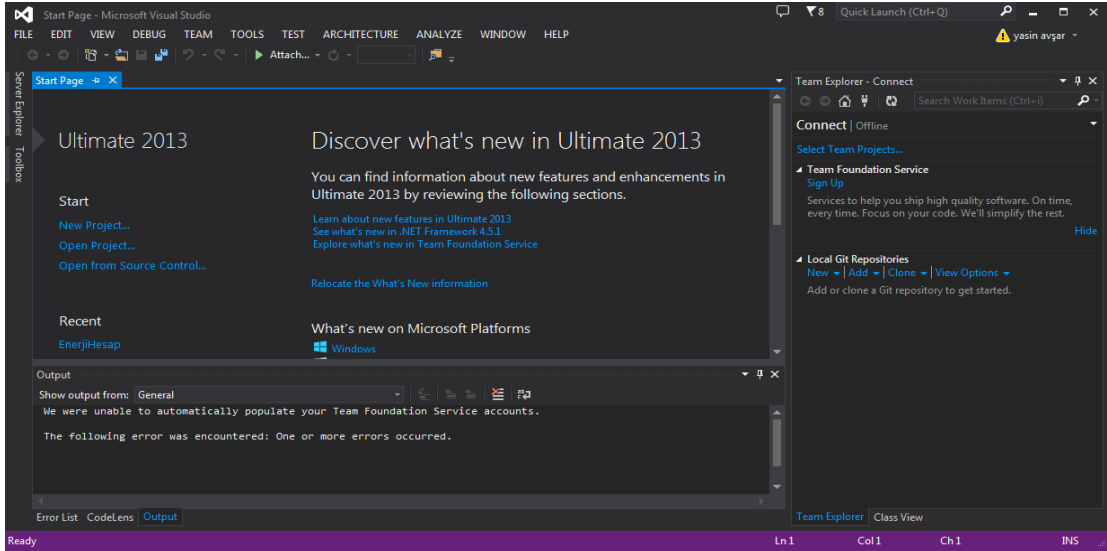 Start Page - Microsoft Visual Studio
8
Quick Launch (Ctrl+Q)
FILE EDIT VIEW DEBUG TEAM TOOLS TEST ARCHITECTURE ANALYZE WINDOW HELP
yasin avşar
Attach...
Server Explorer
Toolbox
Start Page
Ultimate 2013
Start
New Project...
Open Project...
Open from Source Control...
Recent
EnerjiHesap
Discover what's new in Ultimate 2013
You can find information about new features and enhancements in
Ultimate 2013 by reviewing the following sections.
Learn about new features in Ultimate 2013
See what's new in .NET Framework 4.5.1
Explore what's new in Team Foundation Service
Relocate the What's New information
What's new on Microsoft Platforms
Windows
Output
Show output from: General
We were unable to automatically populate your Team Foundation Service accounts.
The following error was encountered: One or more errors occurred.
Error List CodeLens Output
Team Explorer - Connect
Search Work Items (Ctrl+i)
Connect | Offline
Select Team Projects...
Team Foundation Service
Sign Up
Services to help you ship high quality software. On time,
every time. Focus on your code. We'll simplify the rest.
Hide
Local Git Repositories
New | Add | Clone | View Options
Add or clone a Git repository to get started.
Team Explorer Class View
Ready Ln 1 Col 1 Ch 1 INS